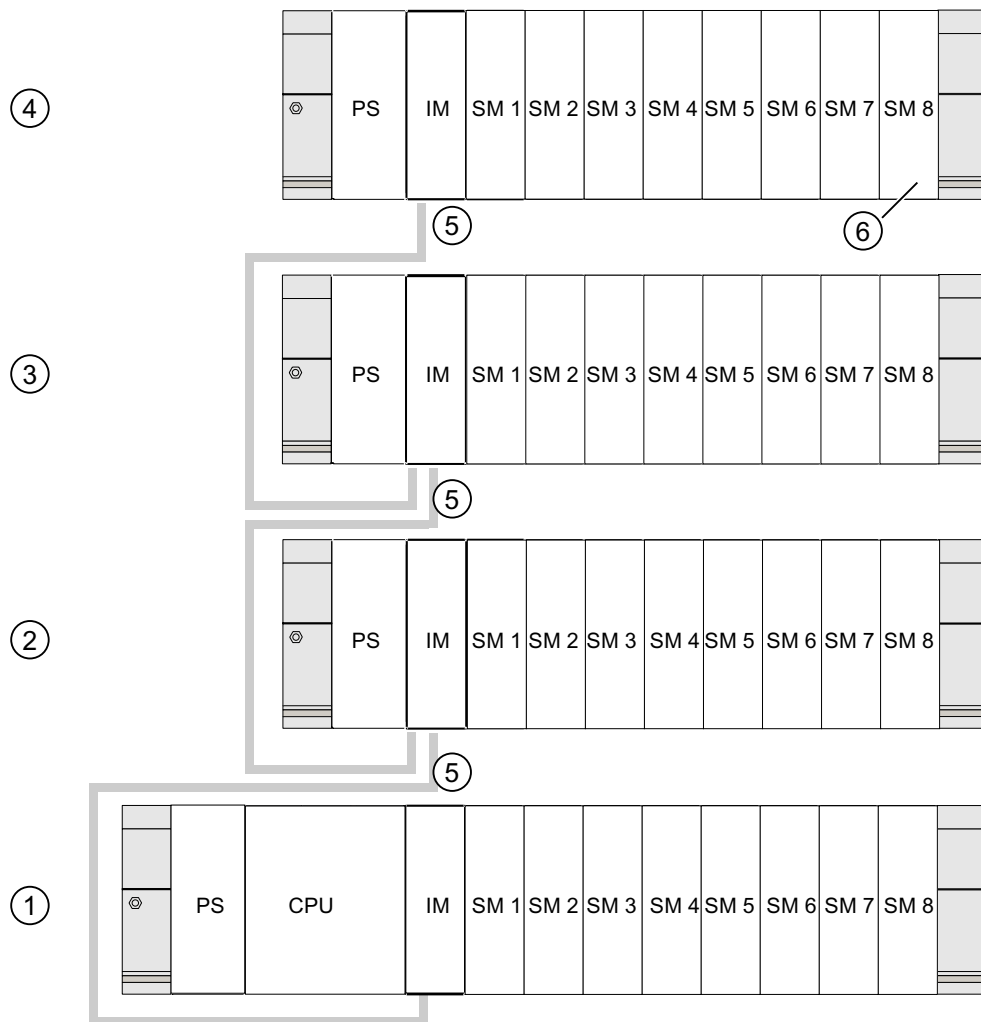 ④ PS IM SM 1 SM 2 SM 3 SM 4 SM 5 SM 6 SM 7 SM 8
⑤ ⑥
③ PS IM SM 1 SM 2 SM 3 SM 4 SM 5 SM 6 SM 7 SM 8
⑤
② PS IM SM 1 SM 2 SM 3 SM 4 SM 5 SM 6 SM 7 SM 8
⑤
① PS CPU IM SM 1 SM 2 SM 3 SM 4 SM 5 SM 6 SM 7 SM 8